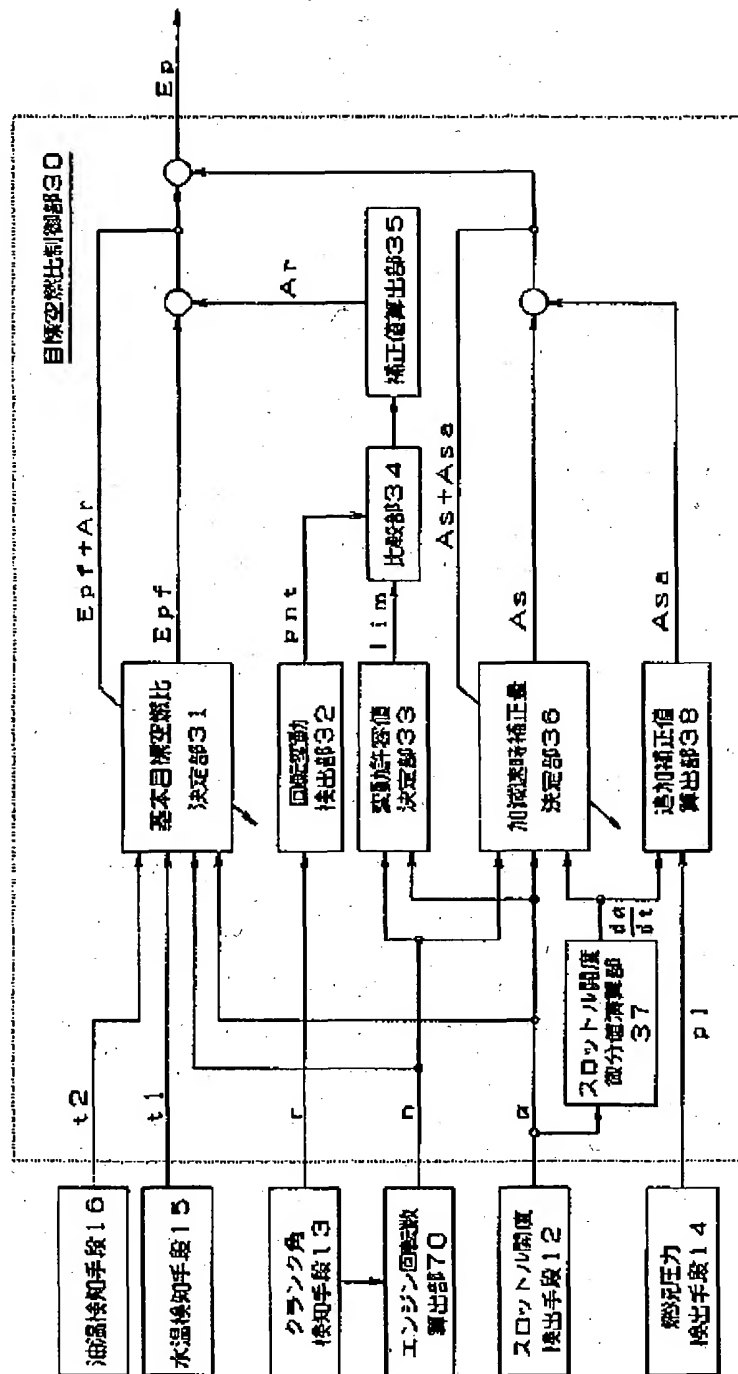 目標空燃比制御部30
Ep
Epf+Ar
Epf
Ar
補正値算出部35
pnt
比較部34
lim
As+Asa
As
Asa
基本目標空燃比
決定部31
回転変動
検出部32
変動許容値
決定部33
加減速時補正量
決定部36
追加補正値
算出部38
スロットル開度
微分値演算部
37
dα
dt
t2
t1
r
n
α
p1
油温検知手段16
水温検知手段15
クランク角
検知手段13
エンジン回転数
算出部70
スロットル開度
検出手段12
燃焼圧力
検出手段14